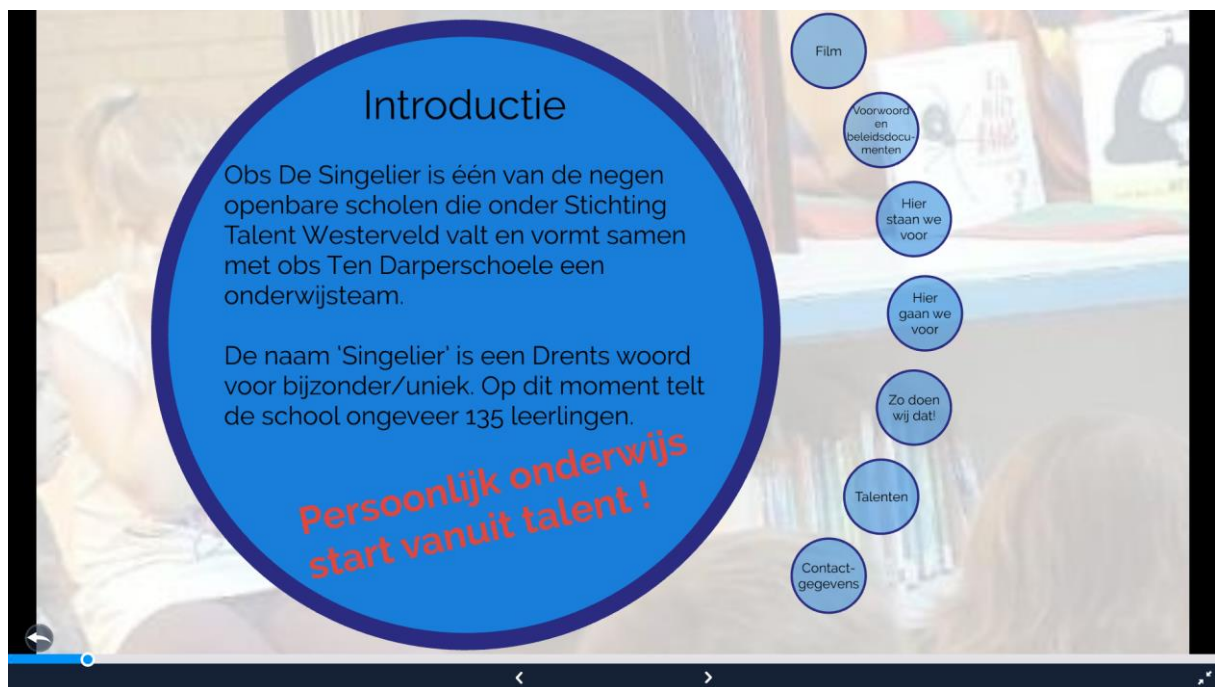 Introductie
Obs De Singelier is één van de negen
openbare scholen die onder Stichting
Talent Westerveld valt en vormt samen
met obs Ten Darperschoele een
onderwijsteam.
De naam 'Singelier' is een Drents woord
voor bijzonder/uniek. Op dit moment telt
de school ongeveer 135 leerlingen.
Persoonlijk onderwijs
start vanuit talent !
Film
Voorwoord
en
beleidsdocu-
menten
Hier
staan we
voor
Hier
gaan we
voor
Zo doen
wij dat!
Talenten
Contact-
gegevens